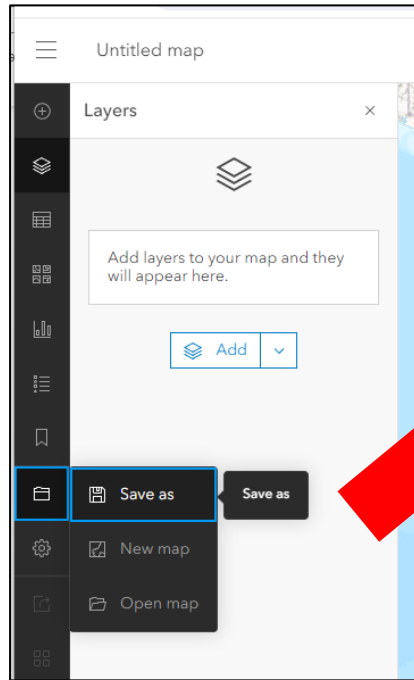 Untitled map
Layers
Add layers to your map and they
will appear here.
Add
Save as
Save as
New map
Open map